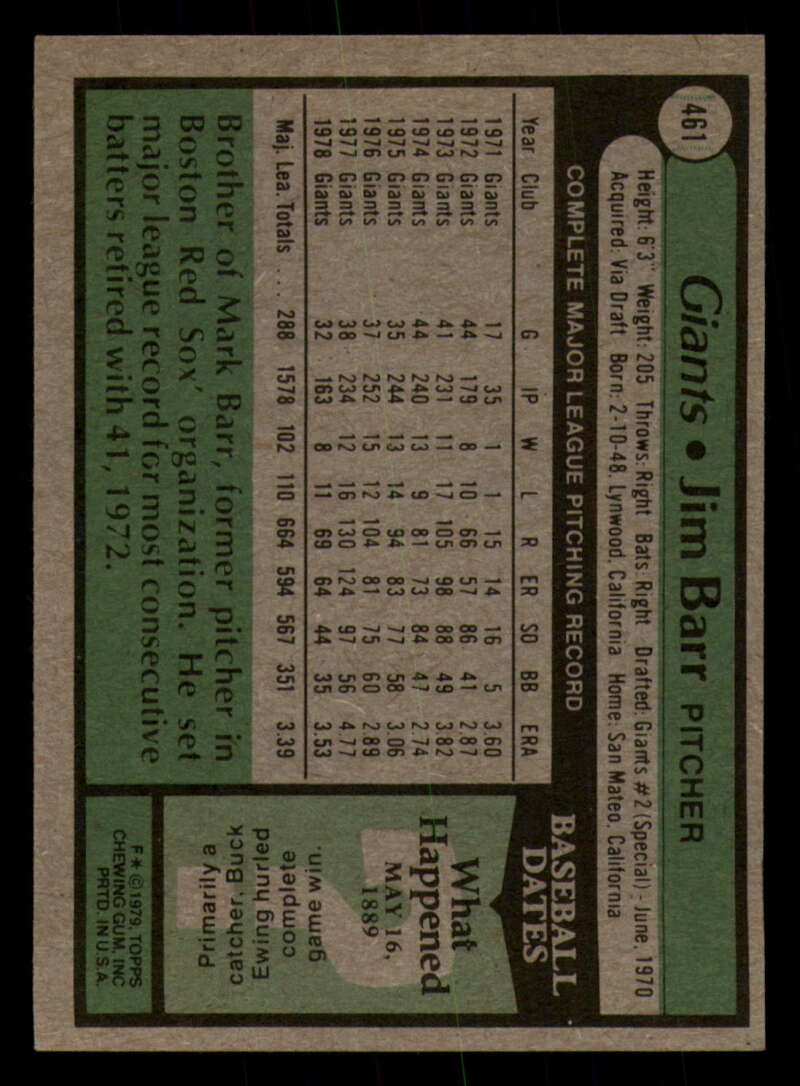 461
Giants • Jim Barr PITCHER
Height: 6'3" Weight: 205 Throws: Right Bats: Right Drafted: Giants #2 (Special) - June, 1970
Acquired: Via Draft Born: 2-10-48, Lynwood, California Home: San Mateo, California
COMPLETE MAJOR LEAGUE PITCHING RECORD
Year Club G IP W L R ER SO BB ERA
1971 Giants 17 35 1 1 15 14 16 5 3.60
1972 Giants 44 179 8 10 66 57 86 41 2.87
1973 Giants 41 231 11 17 105 98 88 49 3.82
1974 Giants 44 240 13 9 81 73 84 47 2.74
1975 Giants 35 244 13 14 94 83 77 58 3.06
1976 Giants 37 252 15 12 104 81 75 60 2.89
1977 Giants 38 234 12 16 130 124 97 56 4.77
1978 Giants 32 163 8 11 69 64 44 35 3.53
Maj. Lea. Totals . . . 288 1578 102 110 664 594 567 351 3.39
Brother of Mark Barr, former pitcher in
Boston Red Sox' organization. He set
major league record for most consecutive
batters retired with 41, 1972.
BASEBALL
DATES
What
Happened
MAY 16,
1889
Primarily a
catcher, Buck
Ewing hurled
complete
game win.
F✶©1979, TOPPS
CHEWING GUM, INC
PRTD. IN U.S.A.